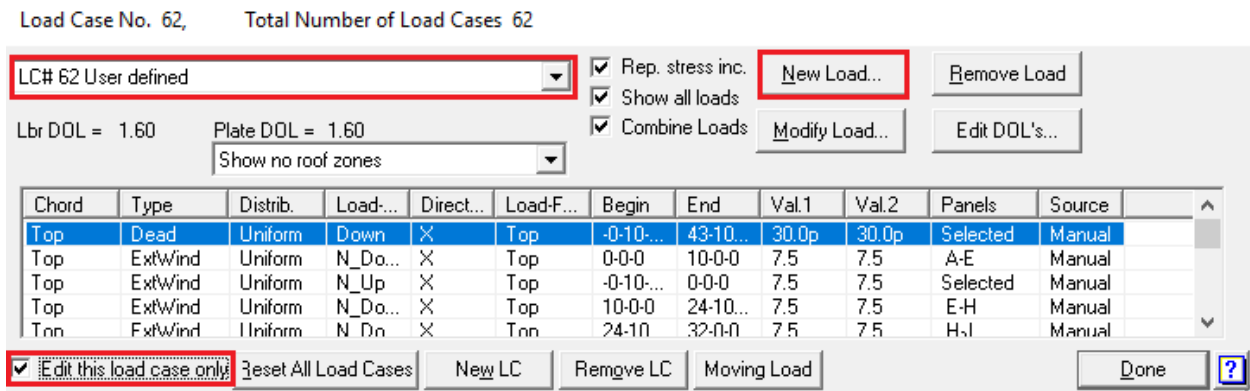 Load Case No. 62, Total Number of Load Cases 62
LC# 62 User defined Rep. stress inc. New Load... Remove Load
Show all loads
Lbr DOL = 1.60 Plate DOL = 1.60 Combine Loads Modify Load... Edit DOL's...
Show no roof zones
Chord Type Distrib. Load-... Direct... Load-F... Begin End Val.1 Val.2 Panels Source
Top Dead Uniform Down X Top -0-10-... 43-10... 30.0p 30.0p Selected Manual
Top ExtWind Uniform N_Do... X Top 0-0-0 10-0-0 7.5 7.5 A-E Manual
Top ExtWind Uniform N_Up X Top -0-10-... 0-0-0 7.5 7.5 Selected Manual
Top ExtWind Uniform N_Do... X Top 10-0-0 24-10... 7.5 7.5 E-H Manual
Top ExtWind Uniform N_Do... X Top 24-10... 32-0-0 7.5 7.5 Manual
Edit this load case only Reset All Load Cases New LC Remove LC Moving Load Done ?